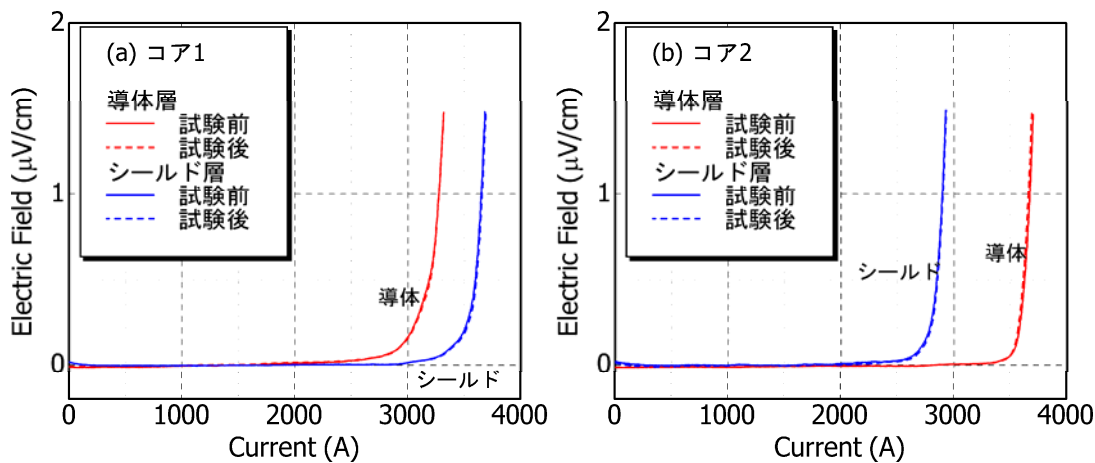 (a) コア1
導体層
試験前
試験後
シールド層
試験前
試験後
導体
シールド
2
1
0
0
1000
2000
3000
4000
Electric Field (μV/cm)
Current (A)
(b) コア2
導体層
試験前
試験後
シールド層
試験前
試験後
シールド
導体
2
1
0
0
1000
2000
3000
4000
Electric Field (μV/cm)
Current (A)